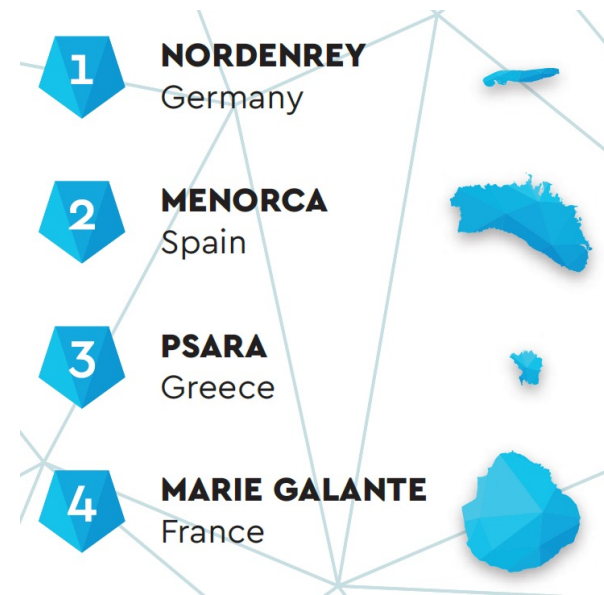 1
NORDENREY
Germany
2
MENORCA
Spain
3
PSARA
Greece
4
MARIE GALANTE
France